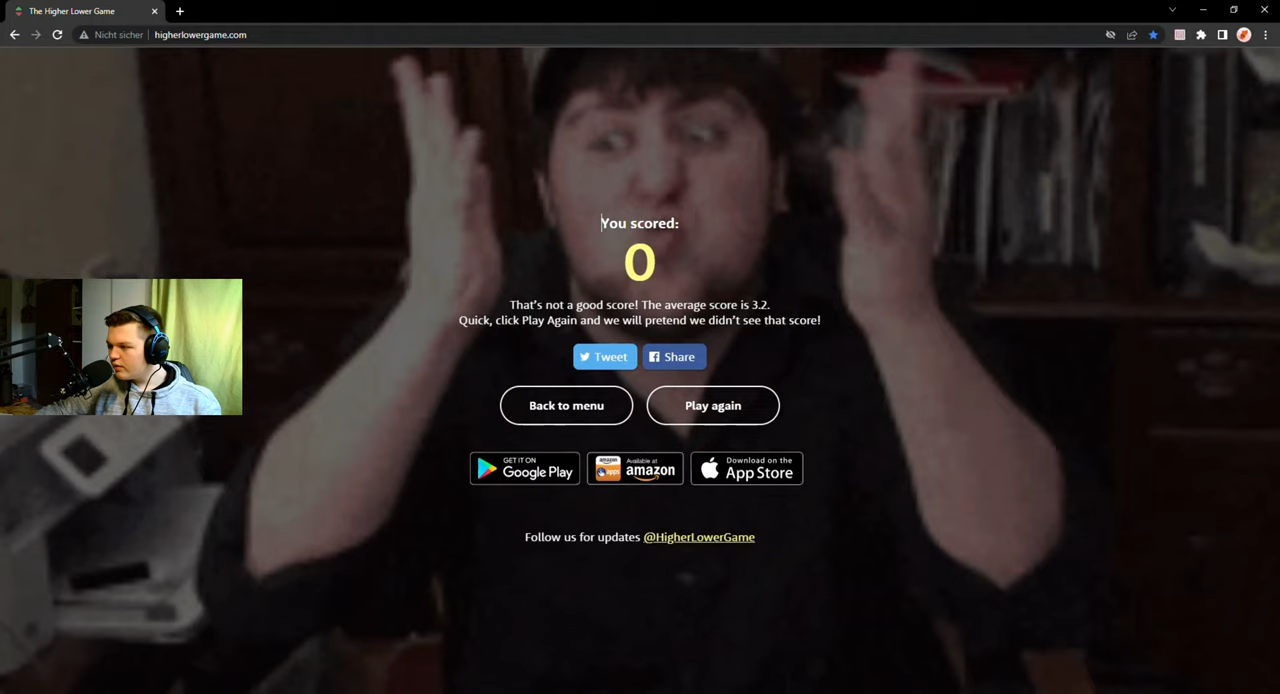 The Higher Lower Game
Nicht sicher
higherlowergame.com
You scored:
0
That's not a good score! The average score is 3.2.
Quick, click Play Again and we will pretend we didn't see that score!
Tweet
Share
Back to menu
Play again
GET IT ON
Google Play
amazon
apps
Available at
amazon
Download on the
App Store
Follow us for updates @HigherLowerGame